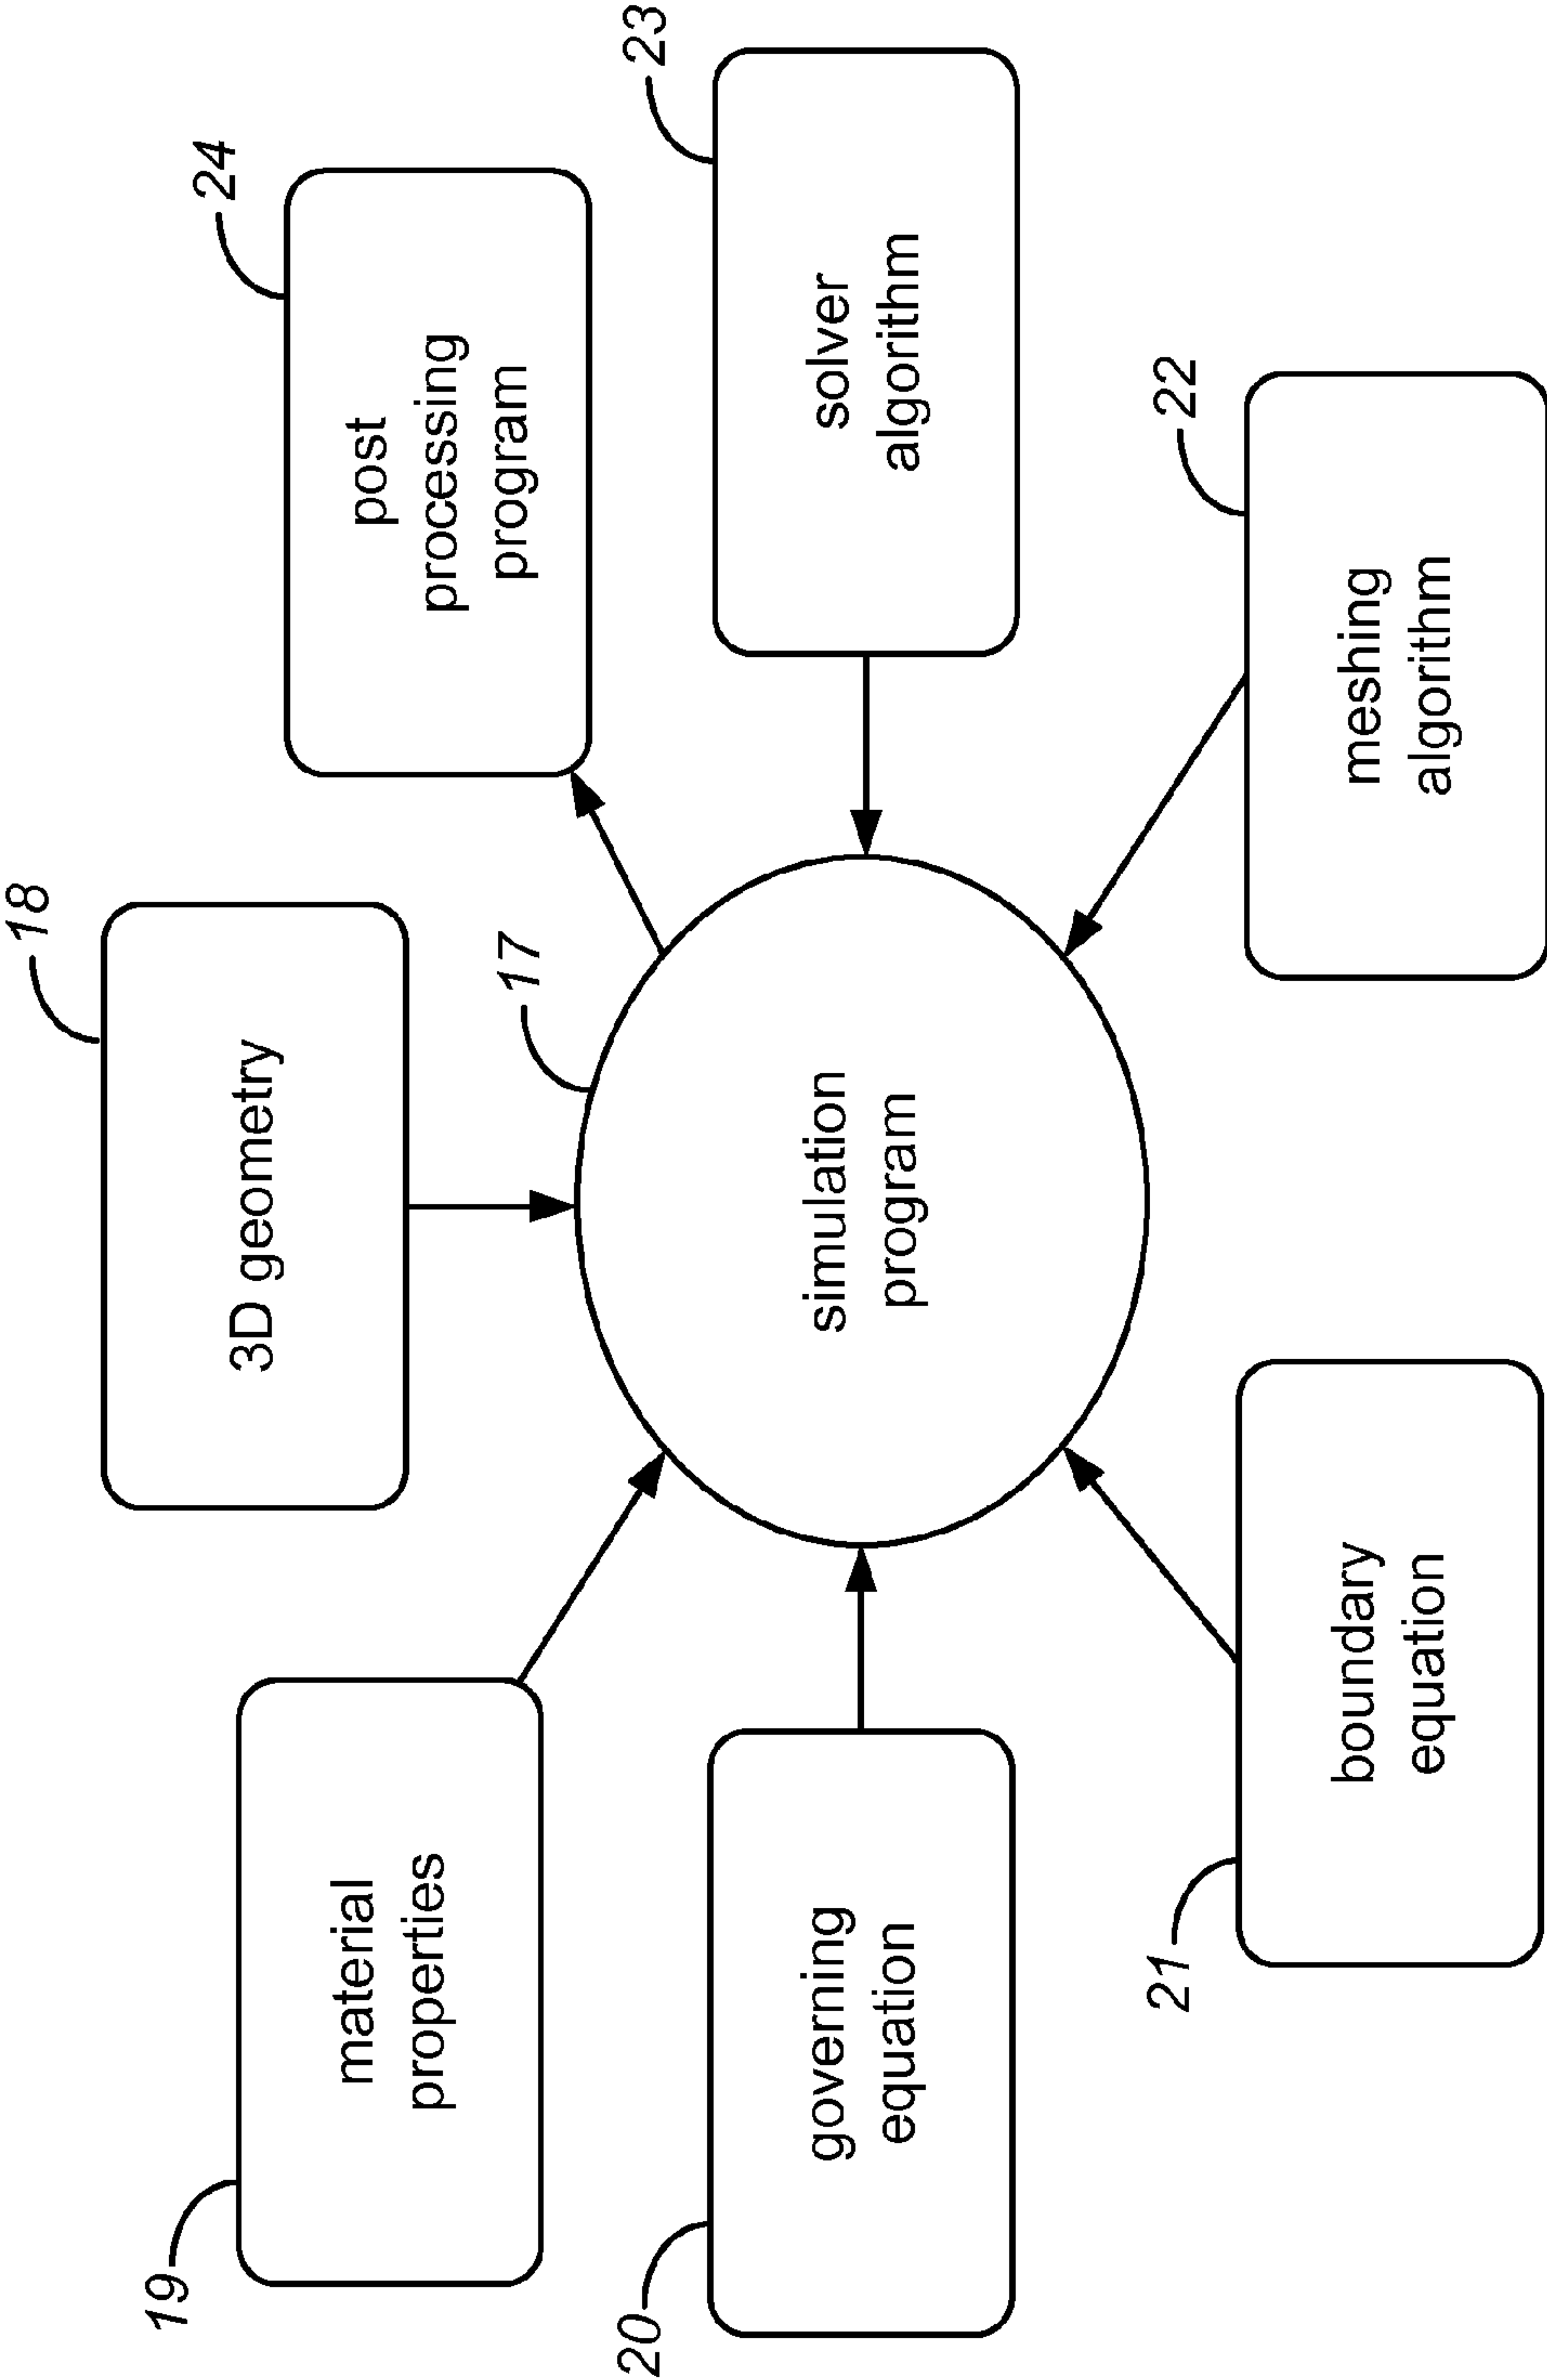 18
3D geometry
24
post
processing
program
19
material
properties
17
simulation
program
23
solver
algorithm
20
governing
equation
21
boundary
equation
22
meshing
algorithm